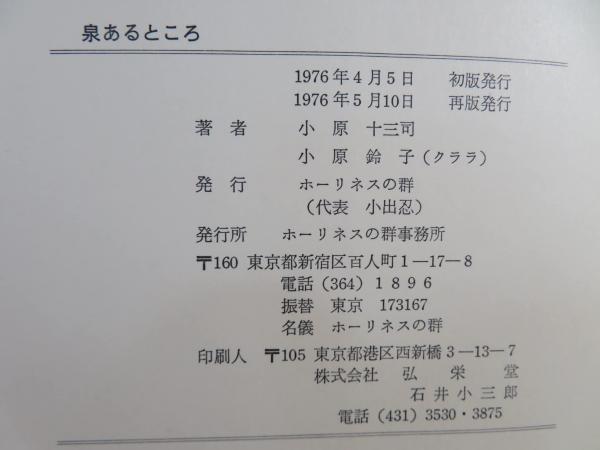 泉あるところ
1976年4月5日 初版発行
1976年5月10日 再版発行
著者 小原 十三司
小原鈴子(クララ)
発行 ホーリネスの群
(代表 小出忍)
発行所 ホーリネスの群事務所
〒160 東京都新宿区百人町1―17―8
電話(364)1896
振替 東京 173167
名儀 ホーリネスの群
印刷人 〒105 東京都港区西新橋3―13―7
株式会社 弘栄堂
石井小三郎
電話(431)3530・3875